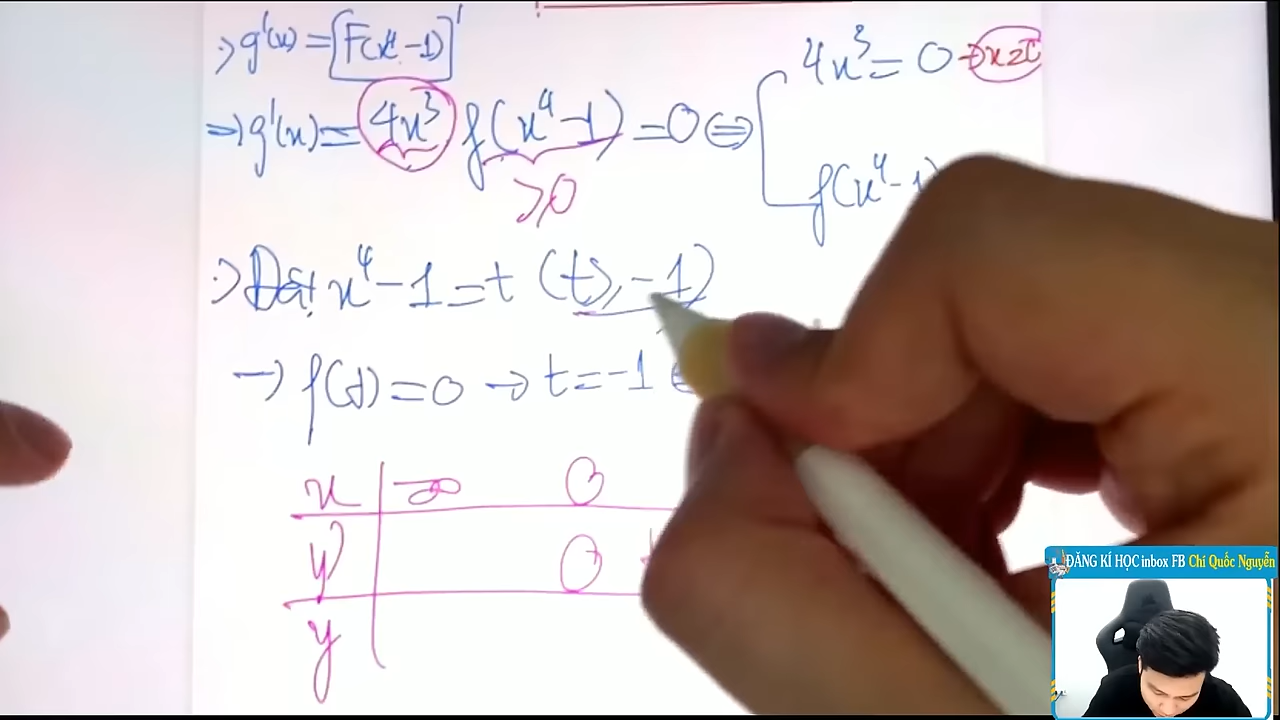 g'(x) = [F(x⁴-1)]'
4x³ = 0 → x=0
⇒ g'(x) = 4x³ f(x⁴-1) = 0 ⇔
≥0
f(x⁴-1)
Đặt x⁴-1 = t (t ≥ -1)
→ f(t) = 0 → t = -1
x -∞ 0
y' 0 +
y
ĐĂNG KÍ HỌC inbox FB Chí Quốc Nguyễn